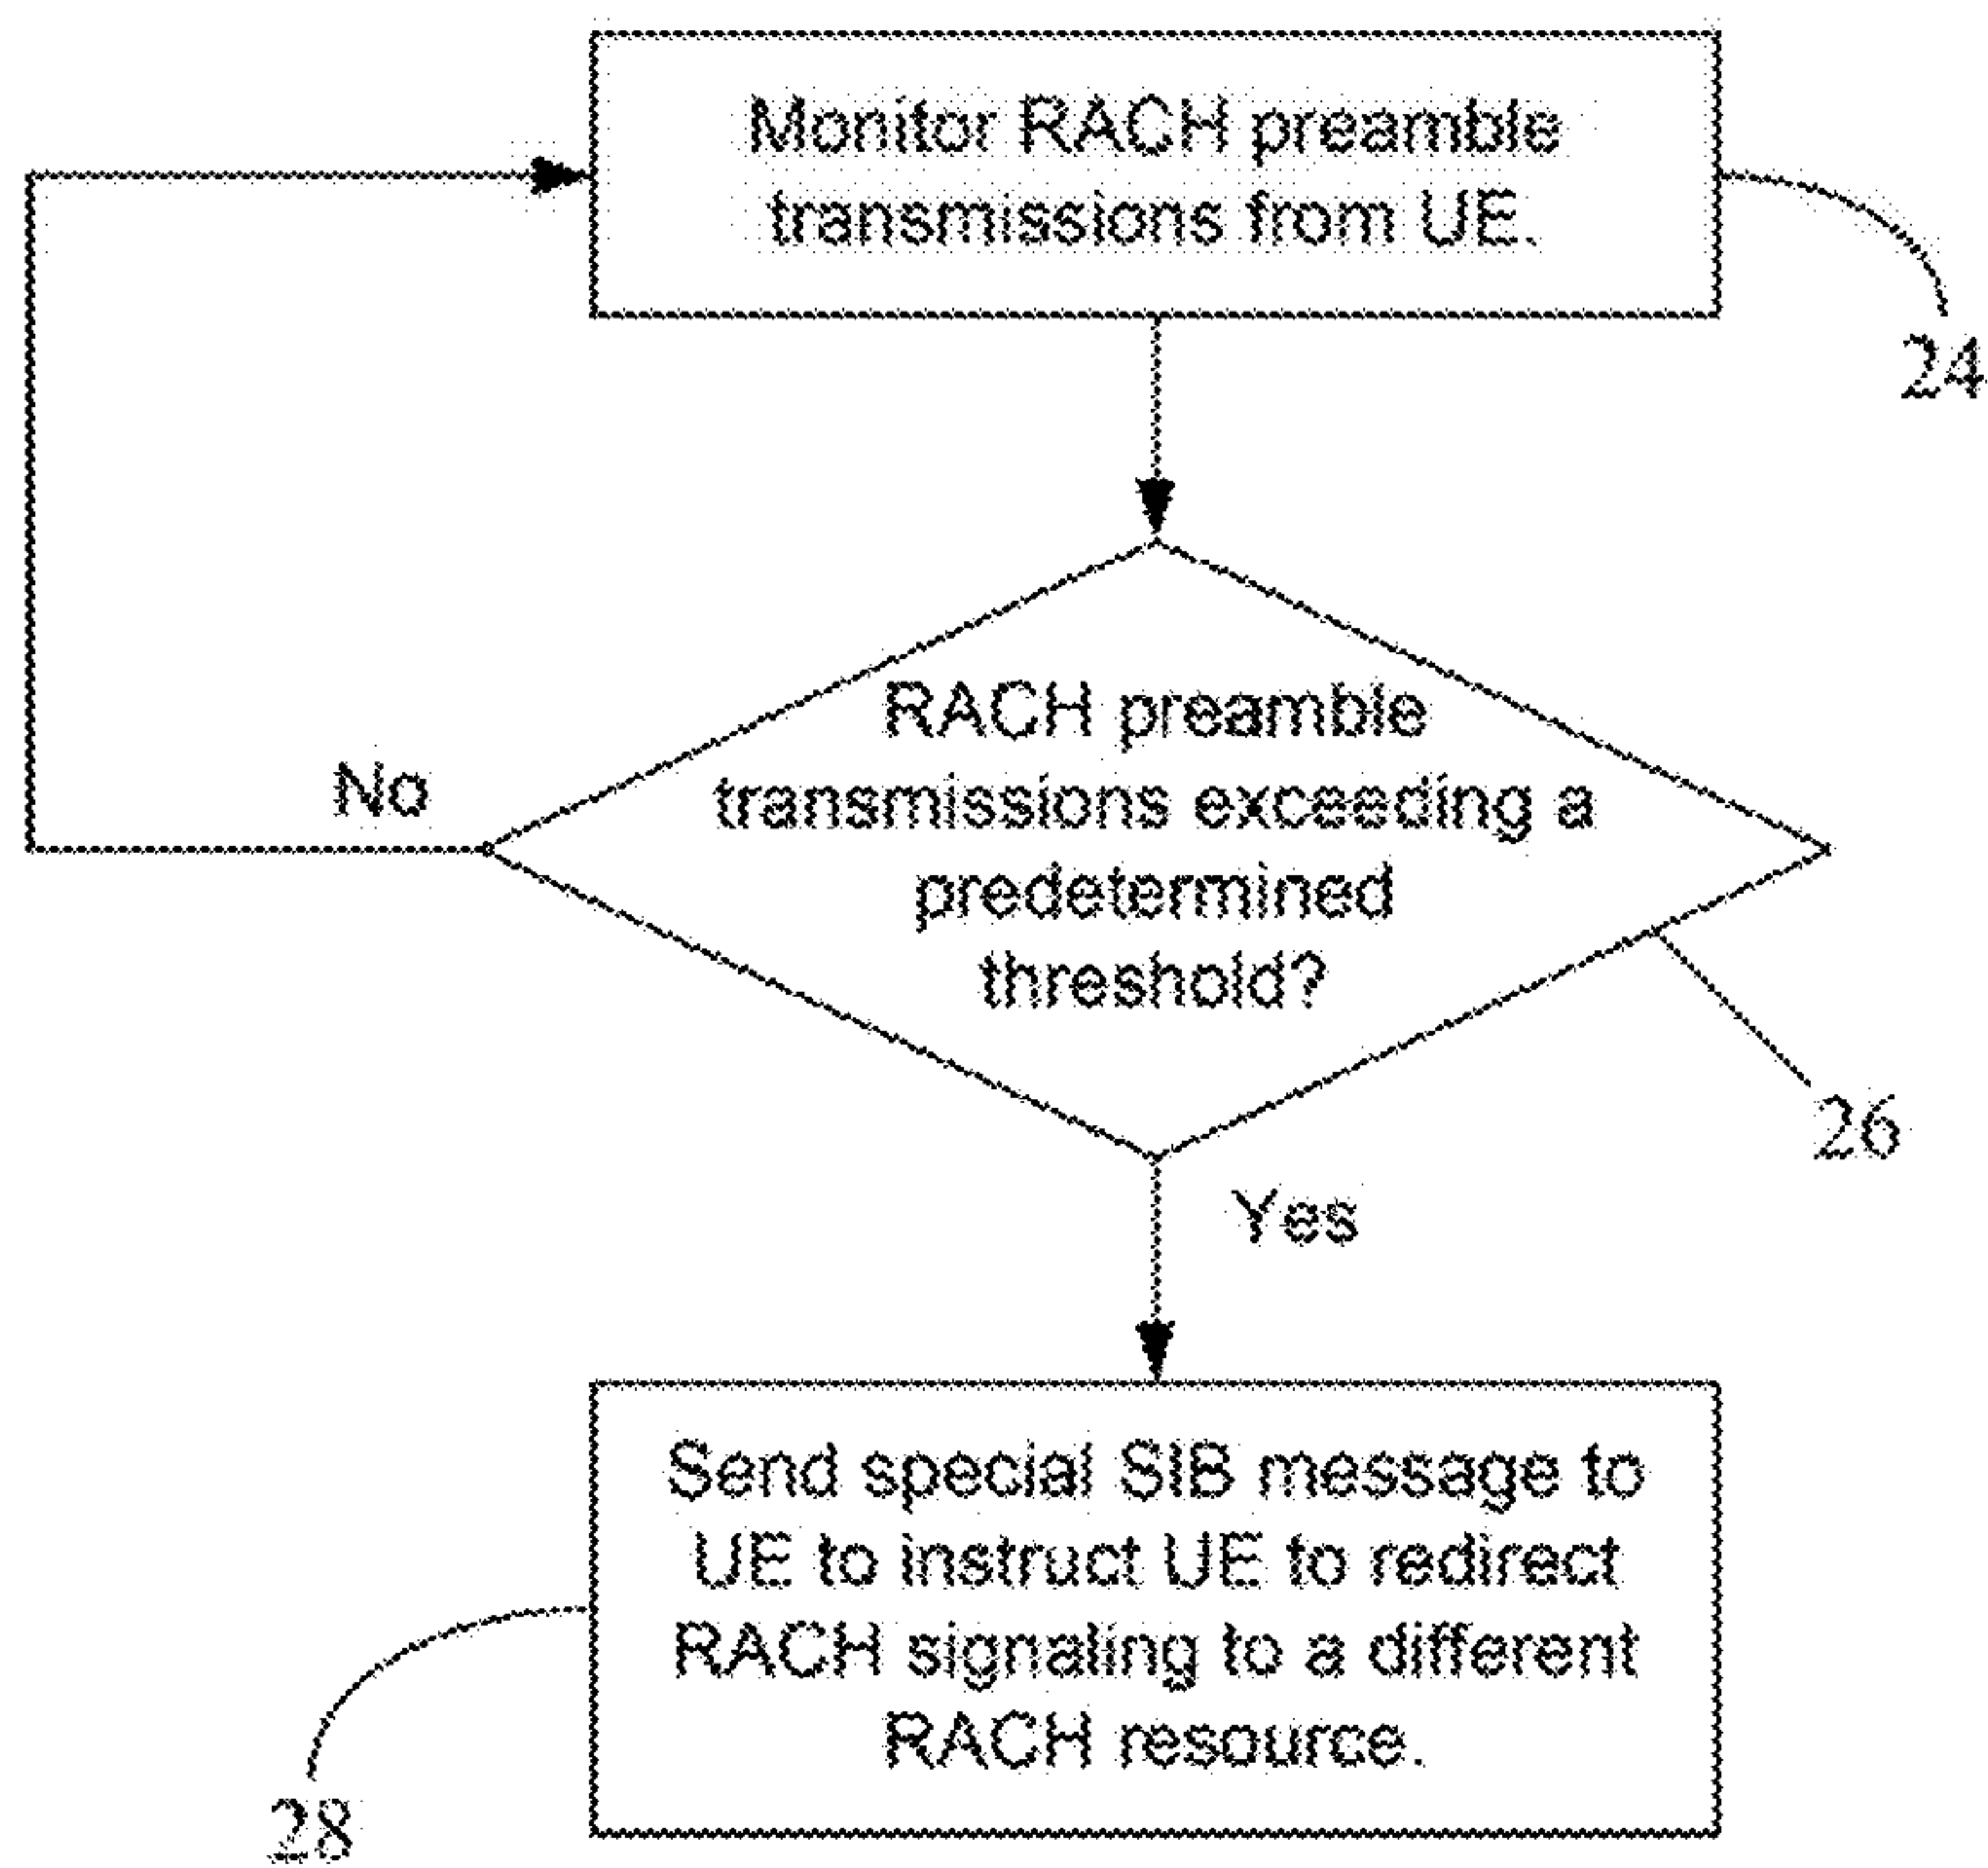 Monitor RACH preamble
transmissions from UE.
24
RACH preamble
transmissions exceeding a
predetermined
threshold?
No
26
Yes
Send special SIB message to
UE to instruct UE to redirect
RACH signaling to a different
RACH resource.
28